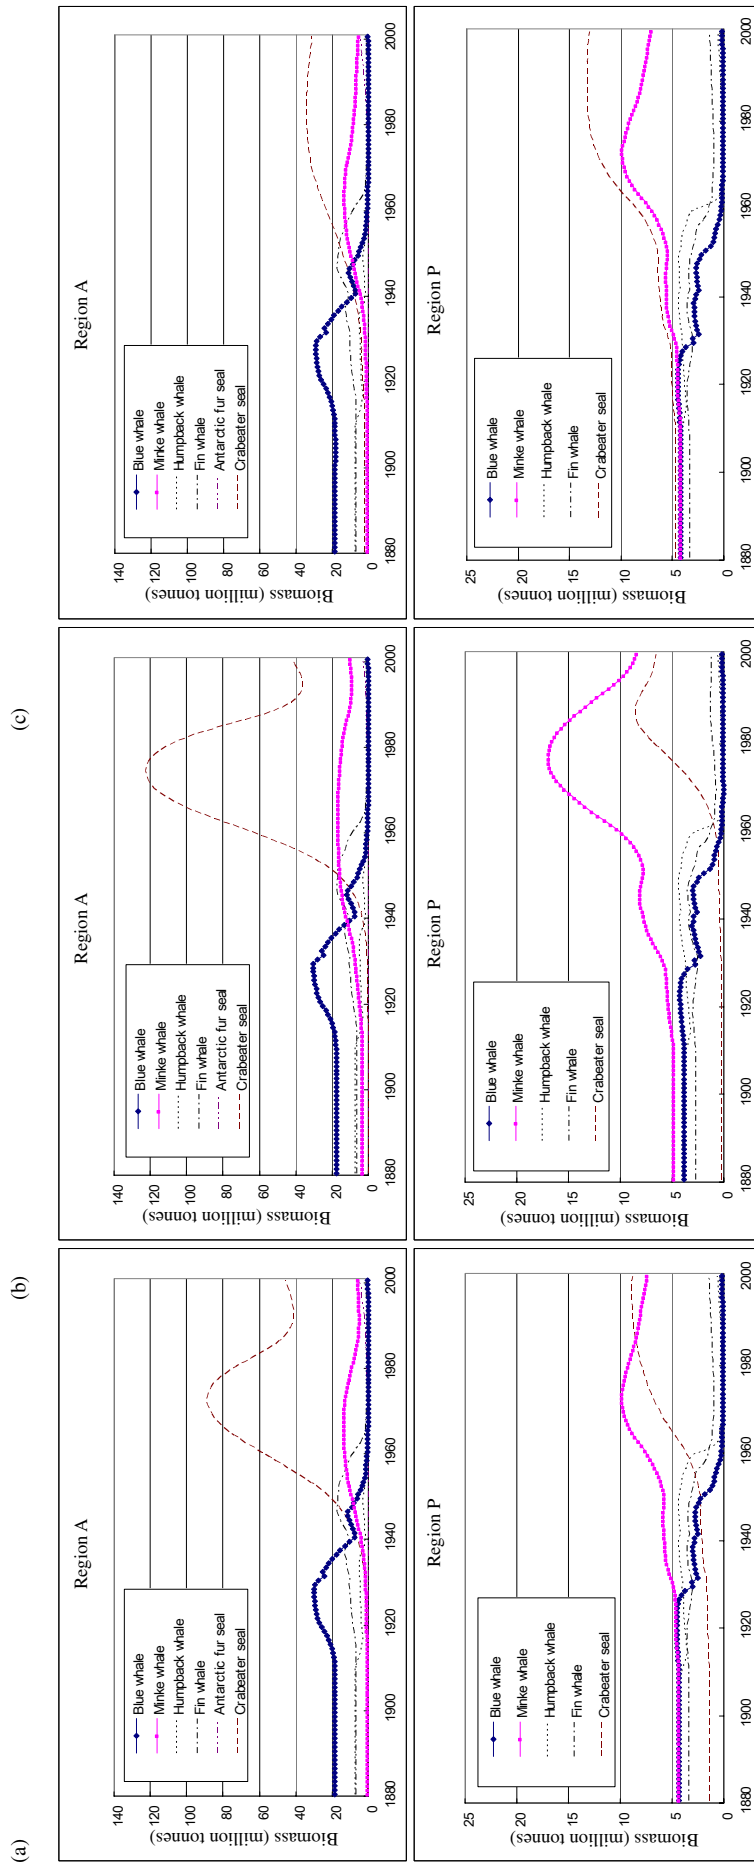 (a)
Region A
Biomass (million tonnes)
140
120
100
80
60
40
20
0
Blue whale
Minke whale
Humpback whale
Fin whale
Antarctic fur seal
Crabeater seal
1880
1900
1920
1940
1960
1980
2000
Region P
Biomass (million tonnes)
25
20
15
10
5
0
Blue whale
Minke whale
Humpback whale
Fin whale
Crabeater seal
1880
1900
1920
1940
1960
1980
2000
(b)
Region A
Biomass (million tonnes)
140
120
100
80
60
40
20
0
Blue whale
Minke whale
Humpback whale
Fin whale
Antarctic fur seal
Crabeater seal
1880
1900
1920
1940
1960
1980
2000
Region P
Biomass (million tonnes)
25
20
15
10
5
0
Blue whale
Minke whale
Humpback whale
Fin whale
Crabeater seal
1880
1900
1920
1940
1960
1980
2000
(c)
Region A
Biomass (million tonnes)
140
120
100
80
60
40
20
0
Blue whale
Minke whale
Humpback whale
Fin whale
Antarctic fur seal
Crabeater seal
1880
1900
1920
1940
1960
1980
2000
Region P
Biomass (million tonnes)
25
20
15
10
5
0
Blue whale
Minke whale
Humpback whale
Fin whale
Crabeater seal
1880
1900
1920
1940
1960
1980
2000